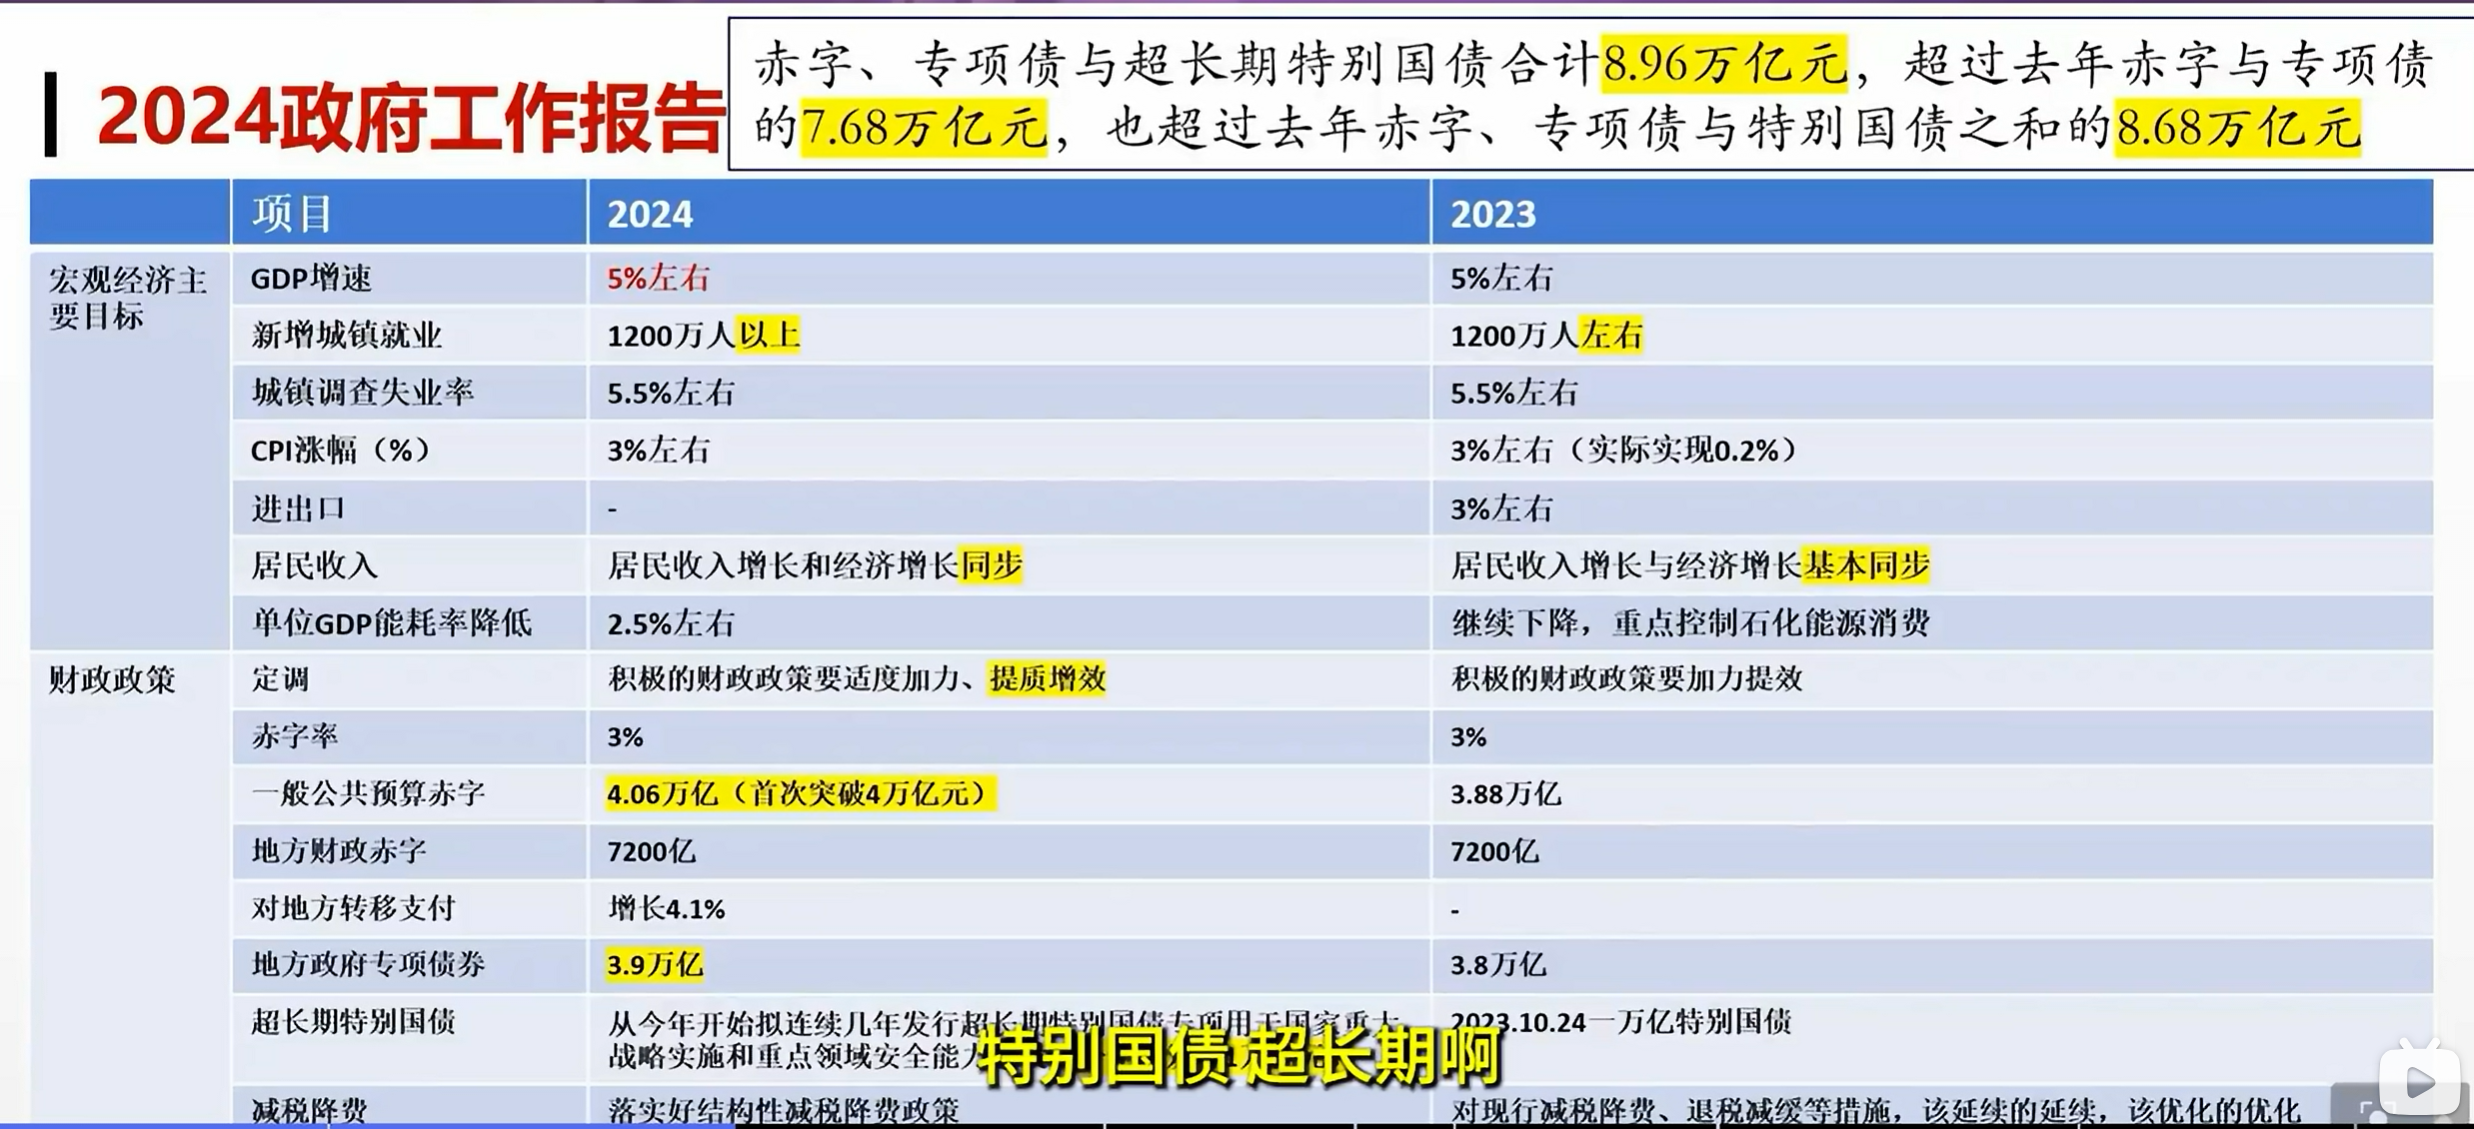 赤字、专项债与超长期特别国债合计8.96万亿元，超过去年赤字与专项债
的7.68万亿元，也超过去年赤字、专项债与特别国债之和的8.68万亿元
2024政府工作报告
项目 2024 2023
宏观经济主
要目标
GDP增速 5%左右 5%左右
新增城镇就业 1200万人以上 1200万人左右
城镇调查失业率 5.5%左右 5.5%左右
CPI涨幅（%） 3%左右 3%左右（实际实现0.2%）
进出口 - 3%左右
居民收入 居民收入增长和经济增长同步 居民收入增长与经济增长基本同步
单位GDP能耗率降低 2.5%左右 继续下降，重点控制石化能源消费
财政政策 定调 积极的财政政策要适度加力、提质增效 积极的财政政策要加力提效
赤字率 3% 3%
一般公共预算赤字 4.06万亿（首次突破4万亿元） 3.88万亿
地方财政赤字 7200亿 7200亿
对地方转移支付 增长4.1% -
地方政府专项债券 3.9万亿 3.8万亿
超长期特别国债 从今年开始拟连续几年发行超长期特别国债专项用于国家重大 2023.10.24一万亿特别国债
战略实施和重点领域安全能
特别国债 超长期啊
减税降费 落实好结构性减税降费政策 对现行减税降费、退税减缓等措施，该延续的延续，该优化的优化